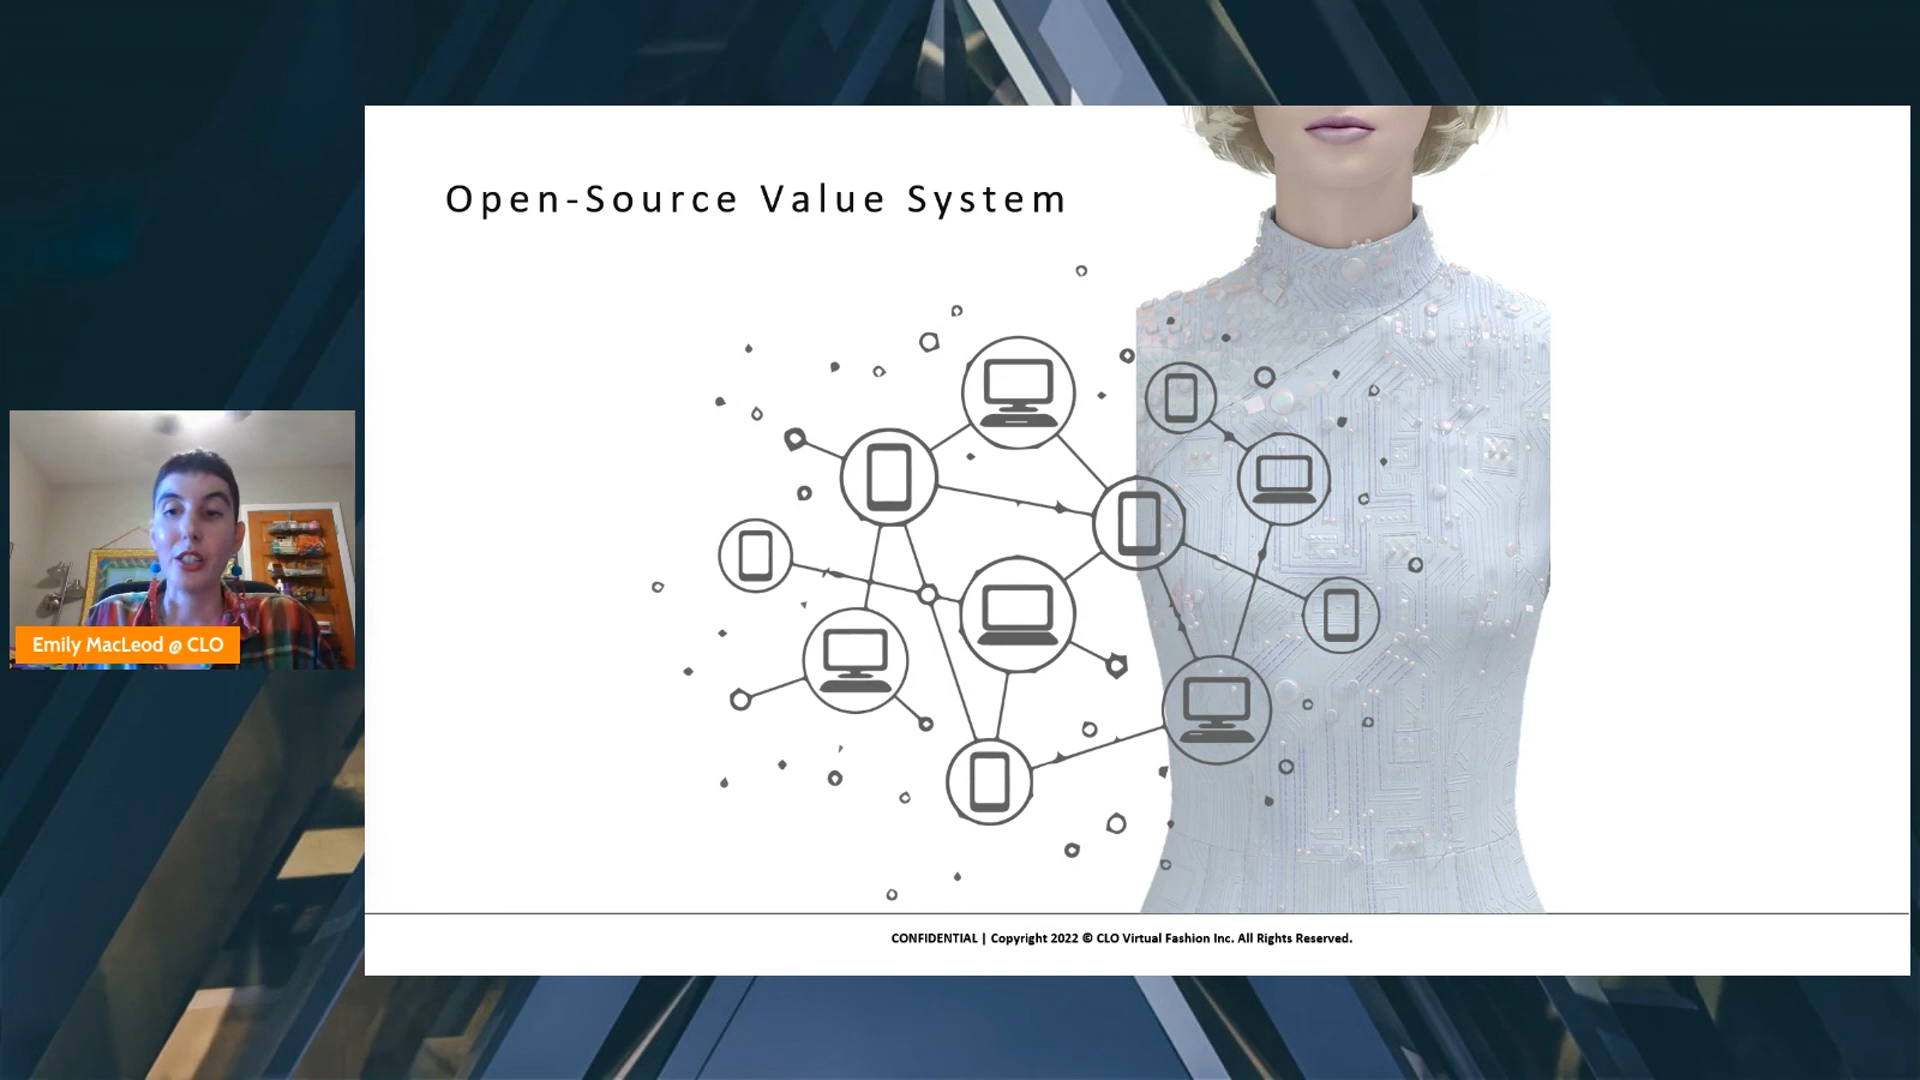 Open-Source Value System
Emily MacLeod @ CLO
CONFIDENTIAL | Copyright 2022 © CLO Virtual Fashion Inc. All Rights Reserved.